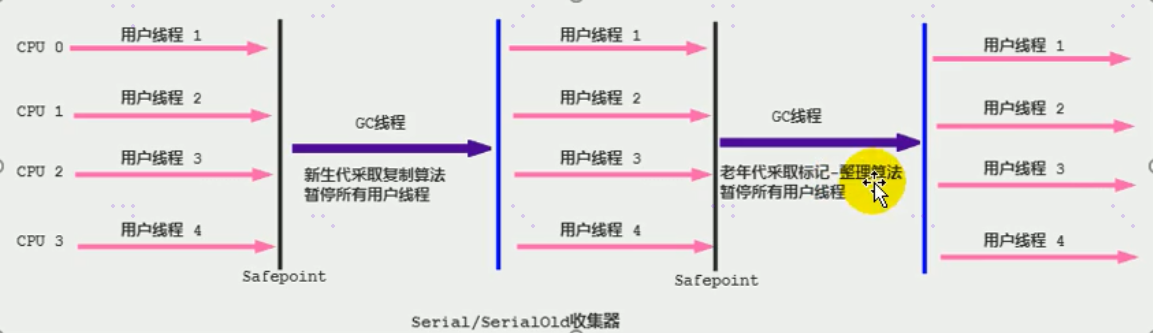 CPU 0
用户线程 1
用户线程 1
用户线程 1
CPU 1
用户线程 2
用户线程 2
用户线程 2
GC线程
GC线程
CPU 2
用户线程 3
用户线程 3
用户线程 3
新生代采取复制算法
暂停所有用户线程
老年代采取标记-整理算法
暂停所有用户线程
CPU 3
用户线程 4
用户线程 4
用户线程 4
Safepoint
Safepoint
Serial/SerialOld收集器